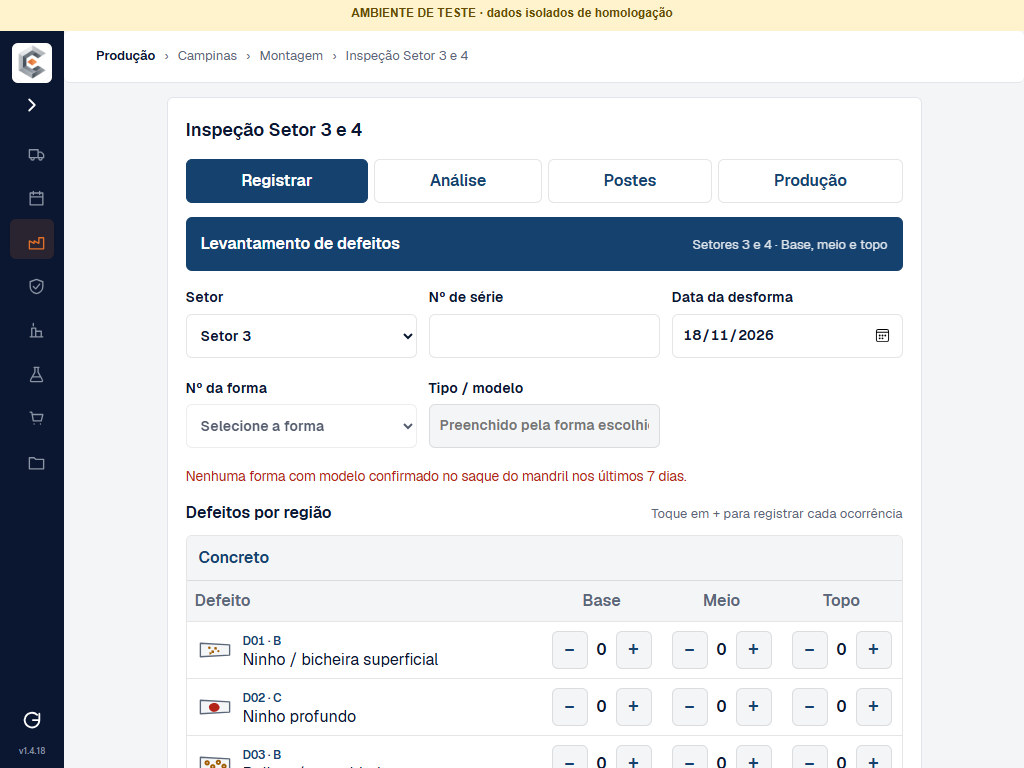 AMBIENTE DE TESTE · dados isolados de homologação
Produção › Campinas › Montagem › Inspeção Setor 3 e 4
Inspeção Setor 3 e 4
Registrar Análise Postes Produção
Levantamento de defeitos Setores 3 e 4 · Base, meio e topo
Setor Nº de série Data da desforma
Setor 3 18/11/2026
Nº da forma Tipo / modelo
Selecione a forma Preenchido pela forma escolhi
Nenhuma forma com modelo confirmado no saque do mandril nos últimos 7 dias.
Defeitos por região Toque em + para registrar cada ocorrência
Concreto
Defeito Base Meio Topo
D01 · B
Ninho / bicheira superficial − 0 + − 0 + − 0 +
D02 · C
Ninho profundo − 0 + − 0 + − 0 +
D03 · B
− 0 + − 0 + − 0 +
v1.4.18